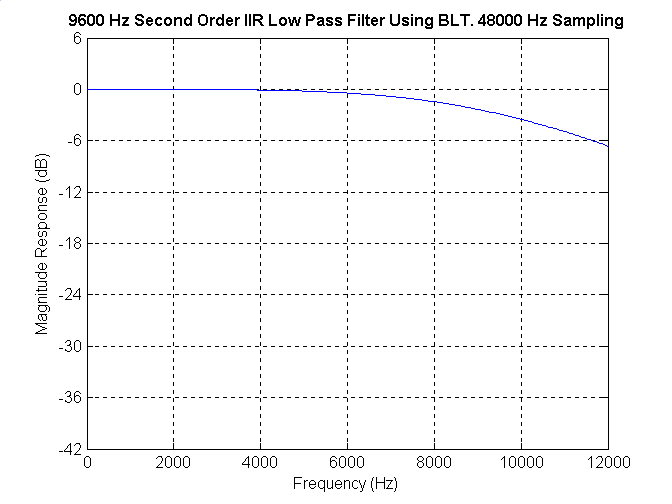 9600 Hz Second Order IIR Low Pass Filter Using BLT. 48000 Hz Sampling
6
0
-6
-12
-18
-24
-30
-36
-42
Magnitude Response (dB)
0 2000 4000 6000 8000 10000 12000
Frequency (Hz)